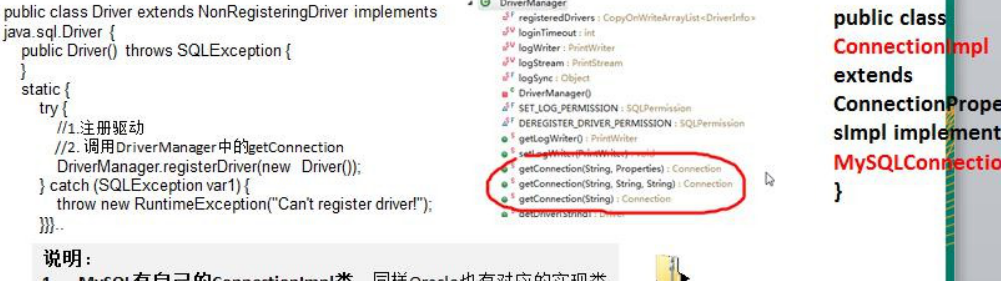 public class Driver extends NonRegisteringDriver implements
java.sql.Driver {
public Driver() throws SQLException {
}
static {
try {
//1.注册驱动
//2. 调用DriverManager中的getConnection
DriverManager.registerDriver(new Driver());
} catch (SQLException var1) {
throw new RuntimeException("Can't register driver!");
}}}..
DriverManager
registeredDrivers : CopyOnWriteArrayList<DriverInfo>
loginTimeout : int
logWriter : PrintWriter
logStream : PrintStream
logSync : Object
DriverManager()
SET_LOG_PERMISSION : SQLPermission
DEREGISTER_DRIVER_PERMISSION : SQLPermission
getLogWriter() : PrintWriter
setLogWriter(PrintWriter) : void
getConnection(String, Properties) : Connection
getConnection(String, String, String) : Connection
getConnection(String) : Connection
getDriver(String) : Driver
public class
ConnectionImpl
extends
ConnectionPrope
sImpl implement
MySQLConnectio
}
说明：
1. MySQL有自己的ConnectionImpl类，同样Oracle也有对应的实现类